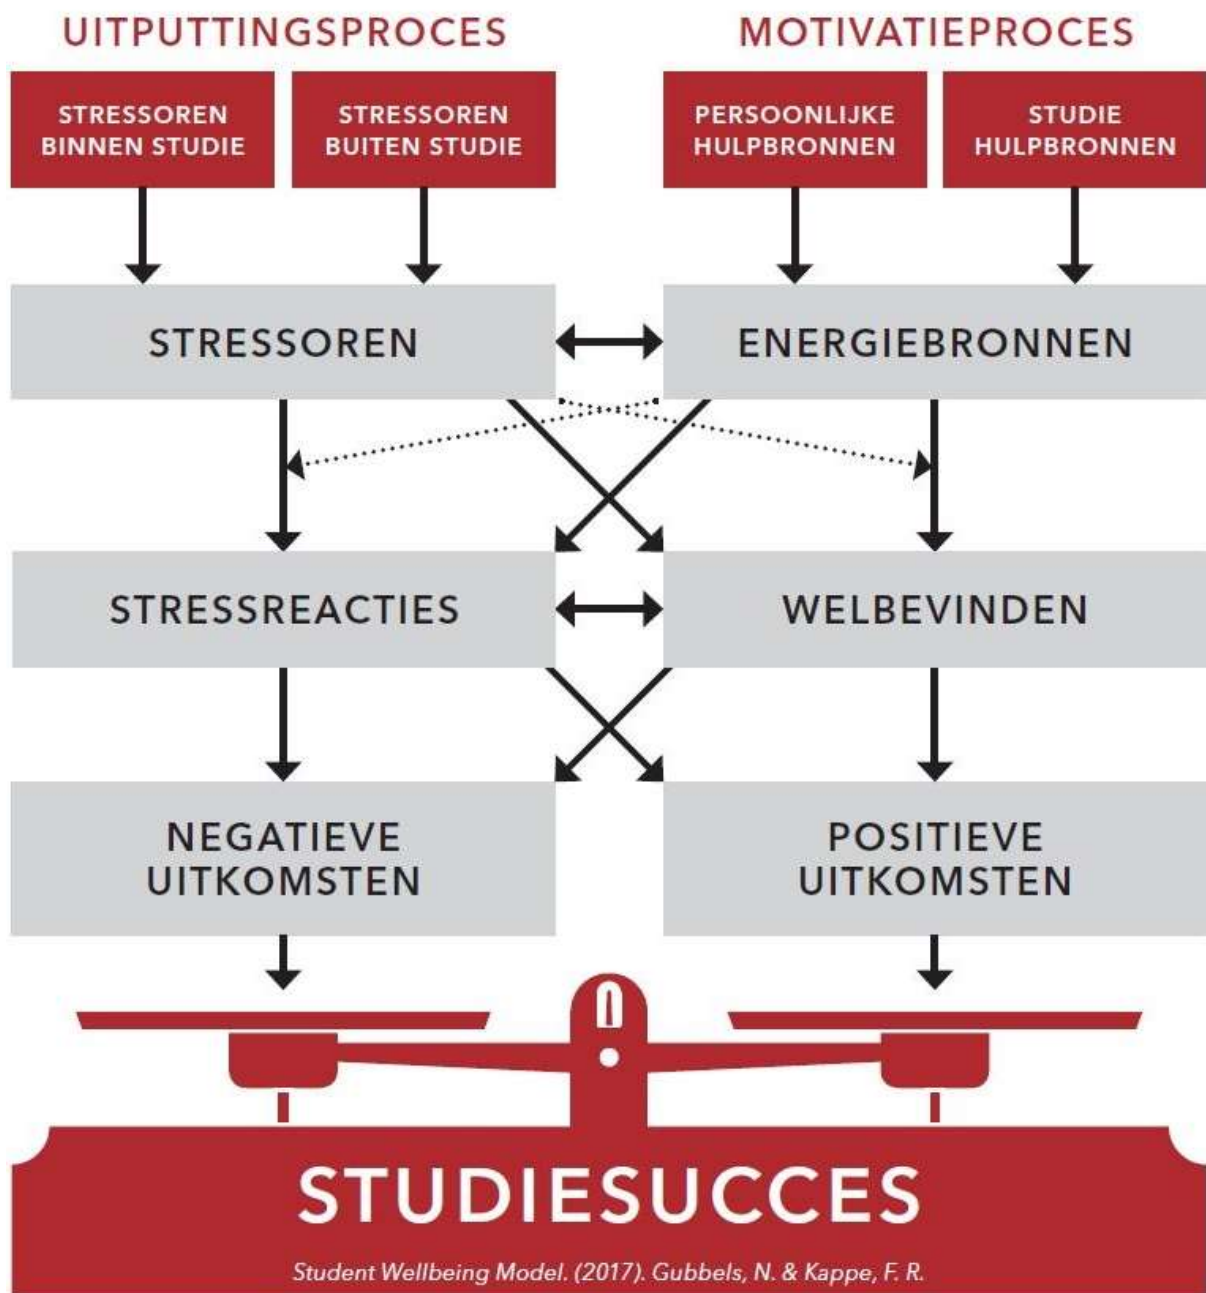 UITPUTTINGSPROCES
MOTIVATIEPROCES
STRESSOREN
BINNEN STUDIE
STRESSOREN
BUITEN STUDIE
PERSOONLIJKE
HULPBRONNEN
STUDIE
HULPBRONNEN
STRESSOREN
ENERGIEBRONNEN
STRESSREACTIES
WELBEVINDEN
NEGATIEVE
UITKOMSTEN
POSITIEVE
UITKOMSTEN
STUDIESUCCES
Student Wellbeing Model. (2017). Gubbels, N. & Kappe, F. R.